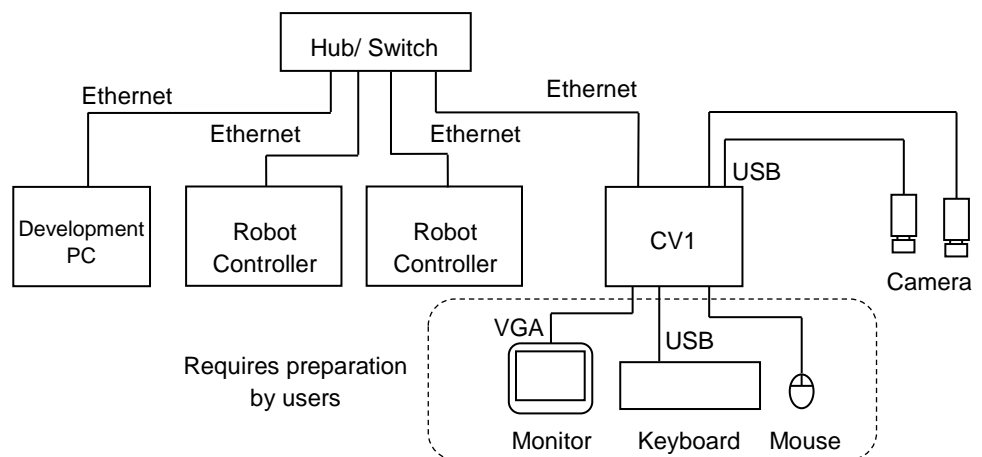 Hub/ Switch
Ethernet
Ethernet
Ethernet
Ethernet
USB
Development
PC
Robot
Controller
Robot
Controller
CV1
Camera
VGA
USB
Requires preparation
by users
Monitor
Keyboard
Mouse